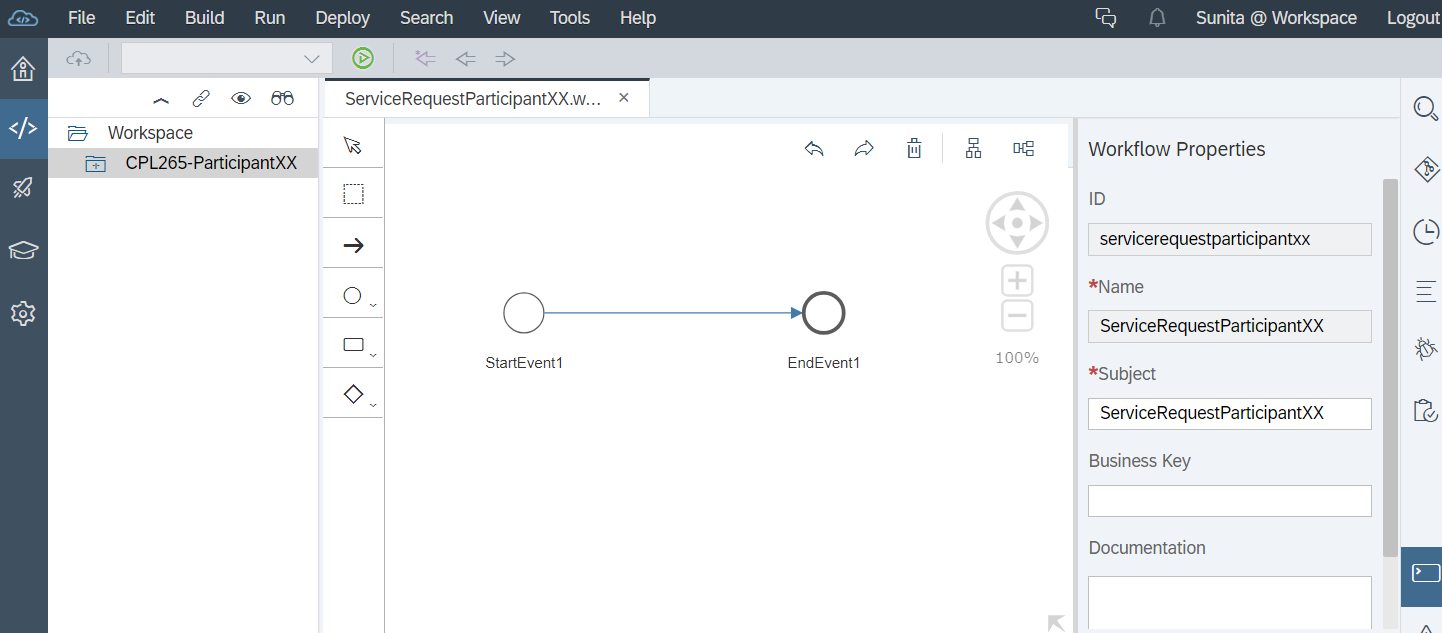 File Edit Build Run Deploy Search View Tools Help Sunita @ Workspace Logout
ServiceRequestParticipantXX.w...
Workspace
CPL265-ParticipantXX
StartEvent1
EndEvent1
100%
Workflow Properties
ID
servicerequestparticipantxx
*Name
ServiceRequestParticipantXX
*Subject
ServiceRequestParticipantXX
Business Key
Documentation